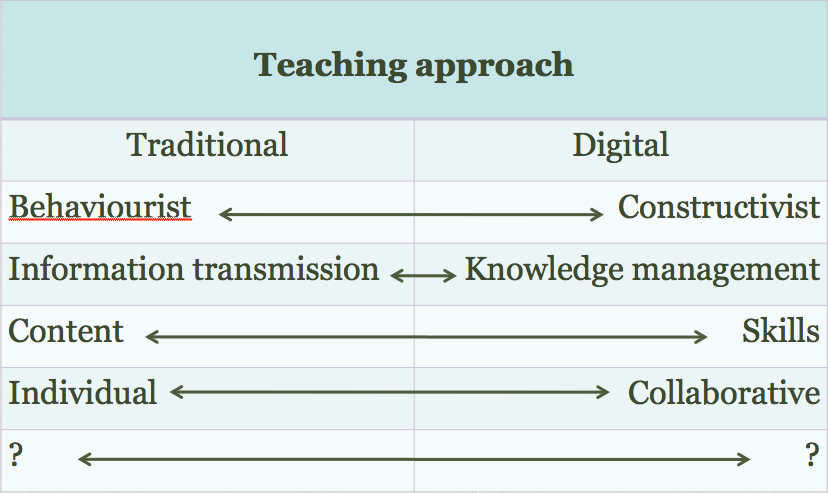 Teaching approach
Traditional Digital
Behaviourist Constructivist
Information transmission Knowledge management
Content Skills
Individual Collaborative
? ?